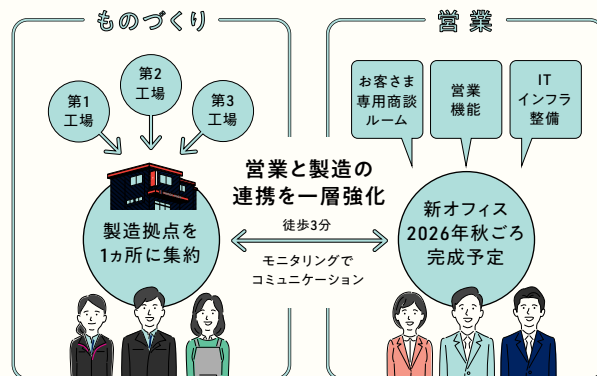 ものづくり
第1
工場
第2
工場
第3
工場
製造拠点を
1ヵ所に集約
営業と製造の
連携を一層強化
徒歩3分
モニタリングで
コミュニケーション
営業
お客さま
専用商談
ルーム
営業
機能
IT
インフラ
整備
新オフィス
2026年秋ごろ
完成予定